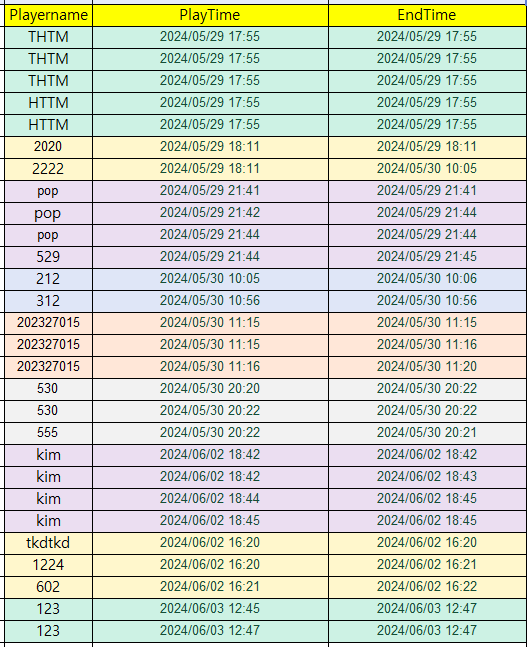 Playername PlayTime EndTime
THTM 2024/05/29 17:55 2024/05/29 17:55
THTM 2024/05/29 17:55 2024/05/29 17:55
THTM 2024/05/29 17:55 2024/05/29 17:55
HTTM 2024/05/29 17:55 2024/05/29 17:55
HTTM 2024/05/29 17:55 2024/05/29 17:55
2020 2024/05/29 18:11 2024/05/29 18:11
2222 2024/05/29 18:11 2024/05/30 10:05
pop 2024/05/29 21:41 2024/05/29 21:41
pop 2024/05/29 21:42 2024/05/29 21:44
pop 2024/05/29 21:44 2024/05/29 21:44
529 2024/05/29 21:44 2024/05/29 21:45
212 2024/05/30 10:05 2024/05/30 10:06
312 2024/05/30 10:56 2024/05/30 10:56
202327015 2024/05/30 11:15 2024/05/30 11:15
202327015 2024/05/30 11:15 2024/05/30 11:16
202327015 2024/05/30 11:16 2024/05/30 11:20
530 2024/05/30 20:20 2024/05/30 20:22
530 2024/05/30 20:22 2024/05/30 20:22
555 2024/05/30 20:22 2024/05/30 20:21
kim 2024/06/02 18:42 2024/06/02 18:42
kim 2024/06/02 18:42 2024/06/02 18:43
kim 2024/06/02 18:44 2024/06/02 18:45
kim 2024/06/02 18:45 2024/06/02 18:45
tkdtkd 2024/06/02 16:20 2024/06/02 16:20
1224 2024/06/02 16:20 2024/06/02 16:21
602 2024/06/02 16:21 2024/06/02 16:22
123 2024/06/03 12:45 2024/06/03 12:47
123 2024/06/03 12:47 2024/06/03 12:47